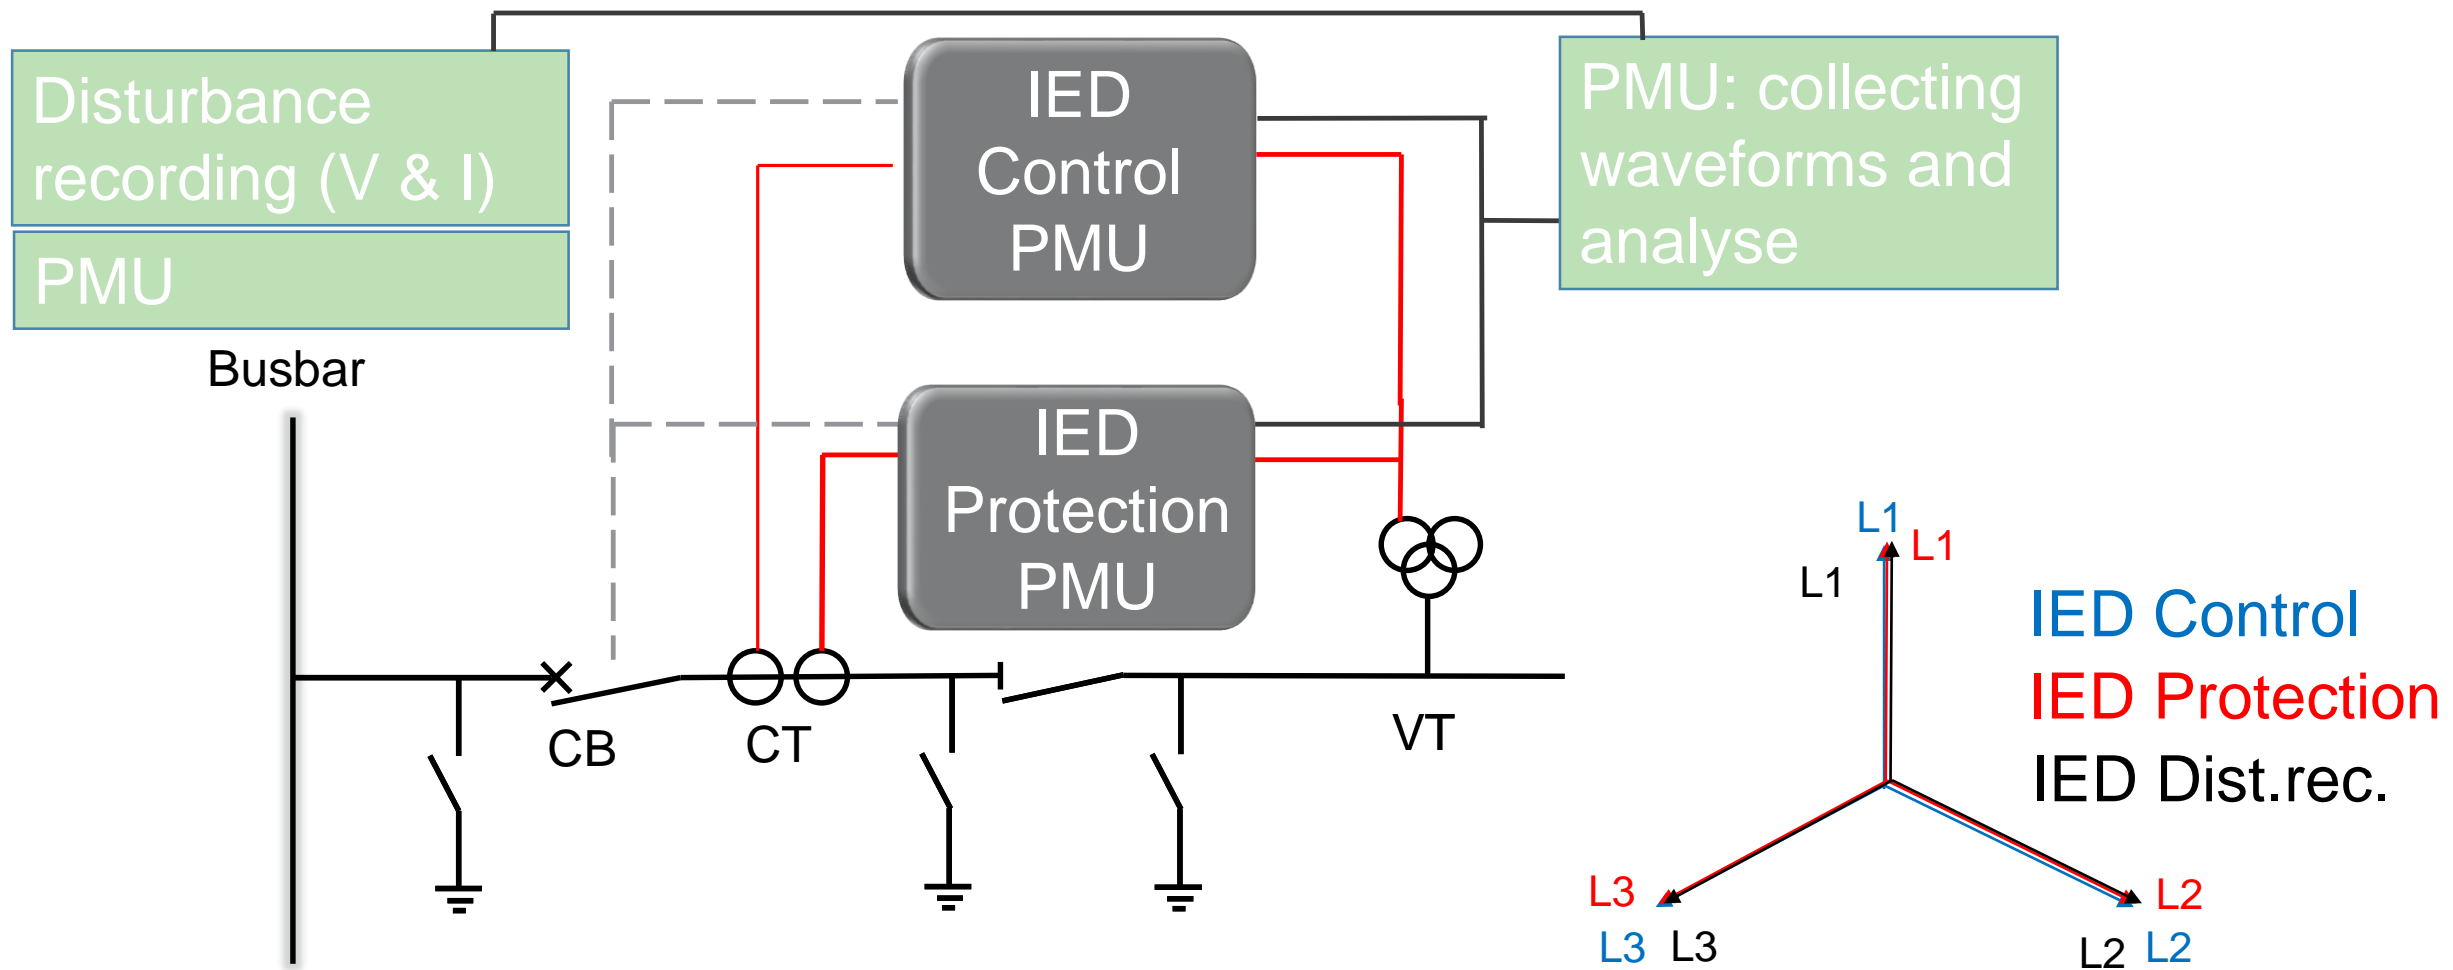 Disturbance
recording (V & I)
PMU
IED
Control
PMU
PMU: collecting
waveforms and
analyse
Busbar
IED
Protection
PMU
CB
CT
VT
L1
L1
L1
IED Control
IED Protection
IED Dist.rec.
L3
L2
L3
L3
L2
L2